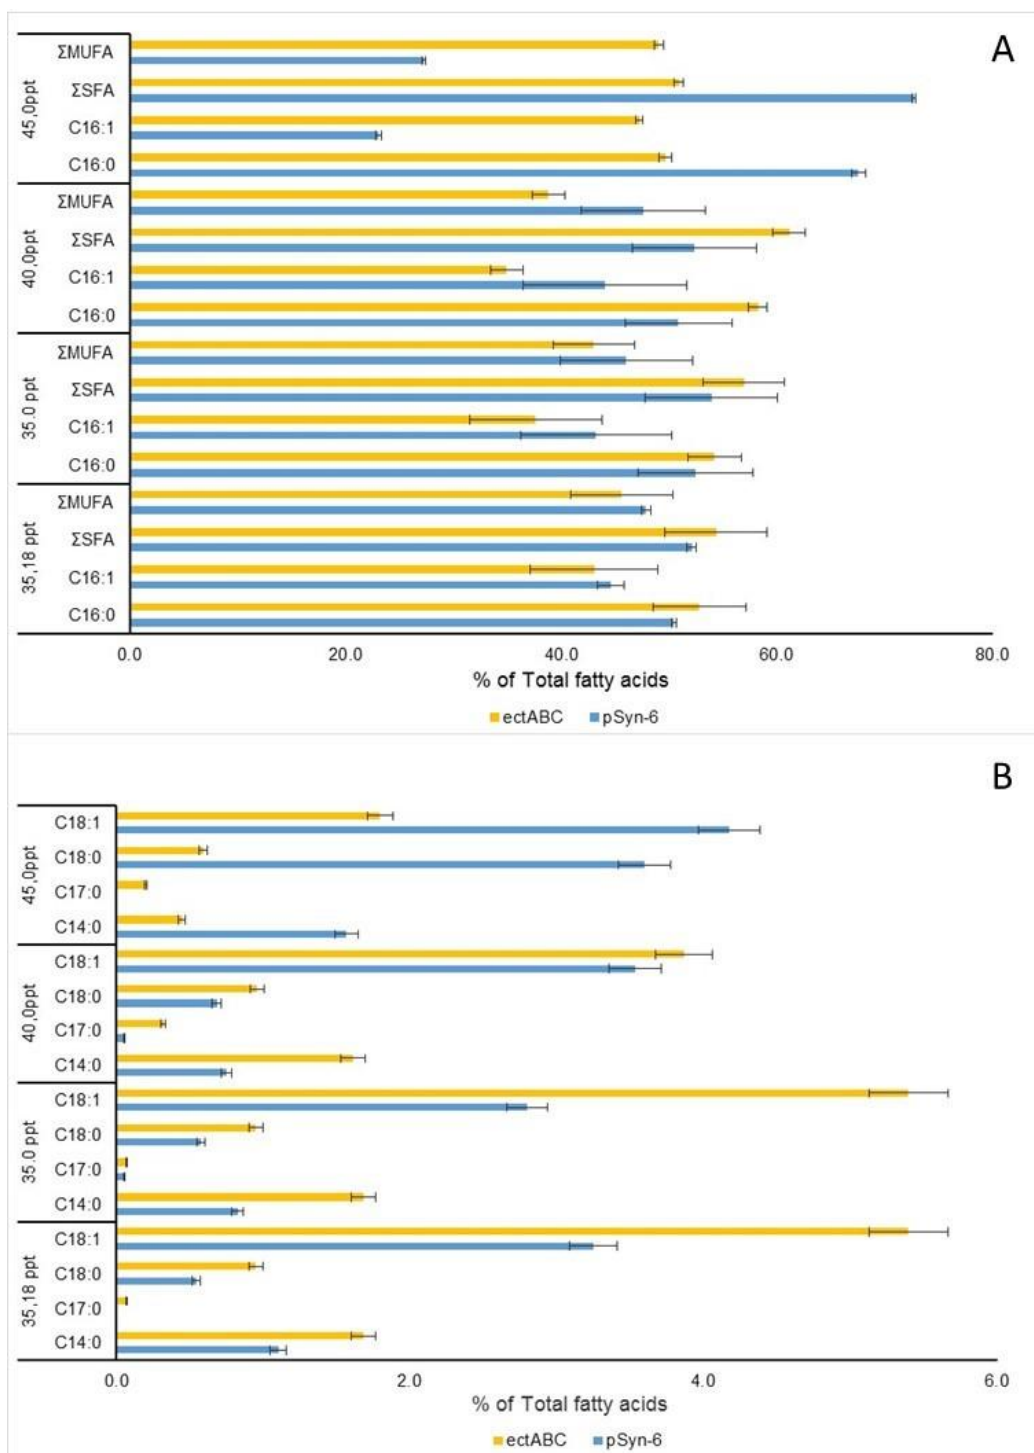 A
45,0ppt
ΣMUFA
ΣSFA
C16:1
C16:0
40,0ppt
ΣMUFA
ΣSFA
C16:1
C16:0
35.0 ppt
ΣMUFA
ΣSFA
C16:1
C16:0
35,18 ppt
ΣMUFA
ΣSFA
C16:1
C16:0
0.0 20.0 40.0 60.0 80.0
% of Total fatty acids
ectABC pSyn-6
B
45,0ppt
C18:1
C18:0
C17:0
C14:0
40,0ppt
C18:1
C18:0
C17:0
C14:0
35.0 ppt
C18:1
C18:0
C17:0
C14:0
35,18 ppt
C18:1
C18:0
C17:0
C14:0
0.0 2.0 4.0 6.0
% of Total fatty acids
ectABC pSyn-6